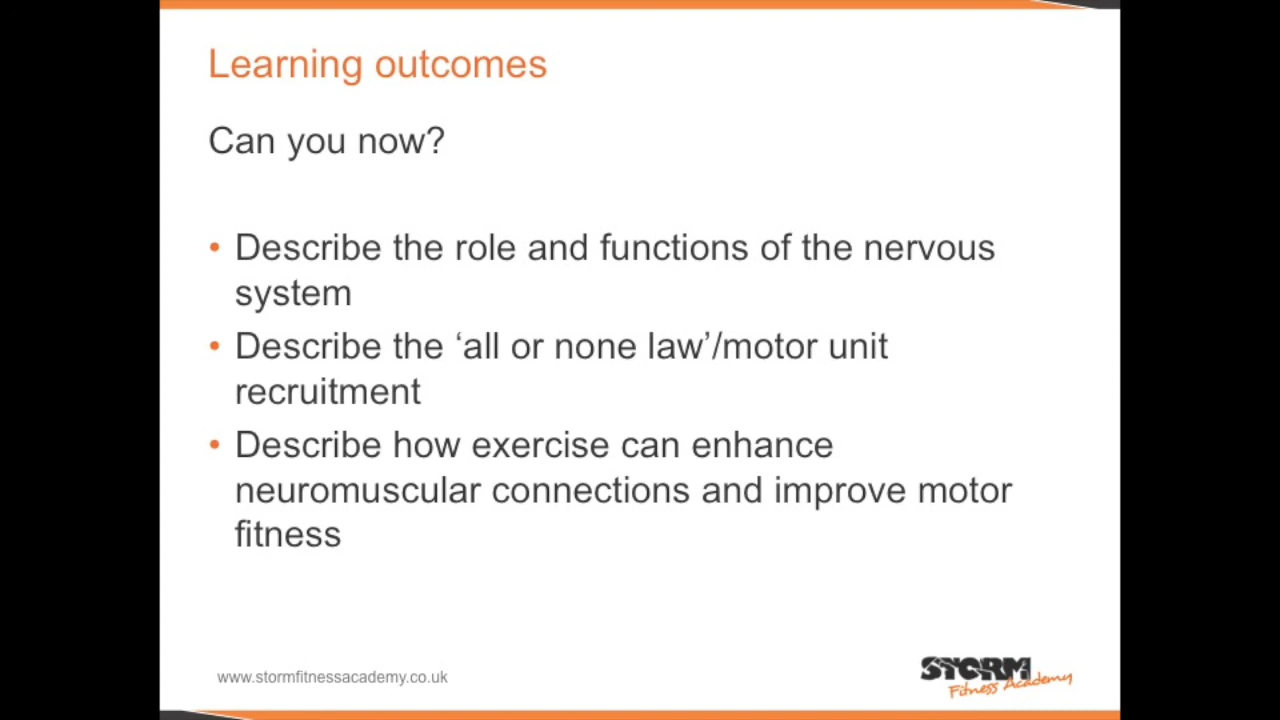 Learning outcomes
Can you now?
• Describe the role and functions of the nervous
system
• Describe the ‘all or none law’/motor unit
recruitment
• Describe how exercise can enhance
neuromuscular connections and improve motor
fitness
www.stormfitnessacademy.co.uk
STORM
Fitness Academy